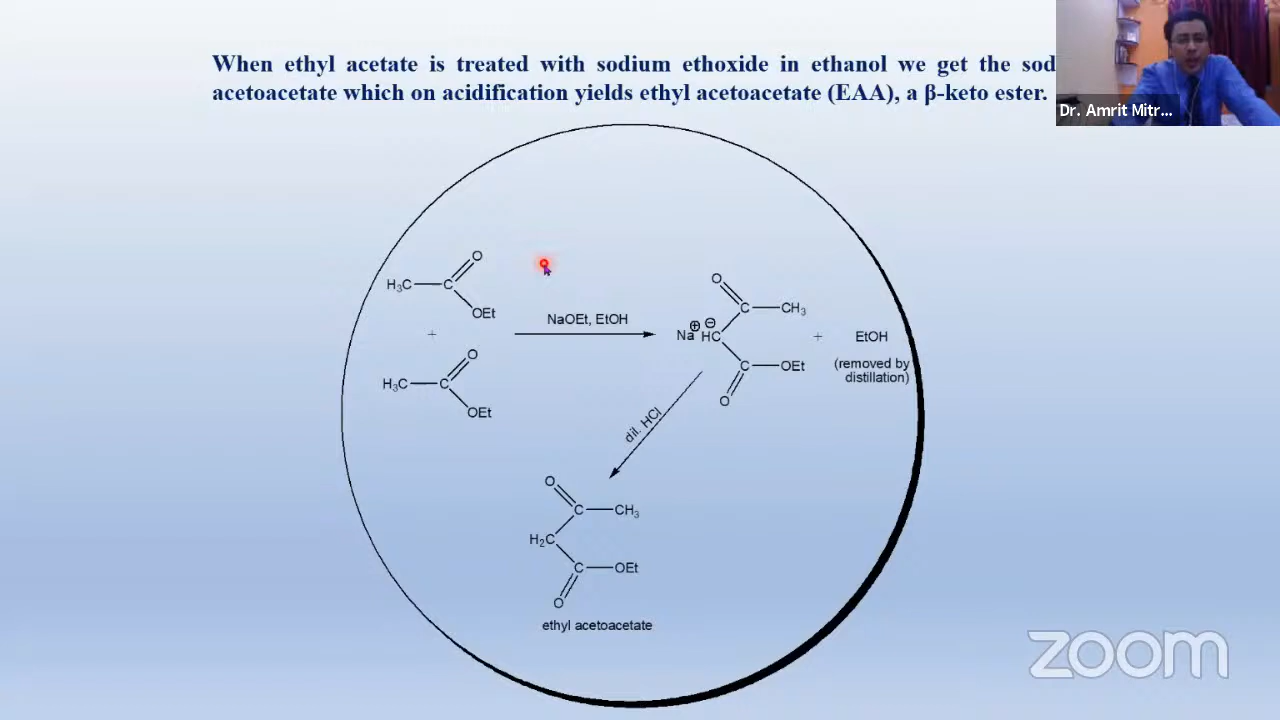 When ethyl acetate is treated with sodium ethoxide in ethanol we get the sod
acetoacetate which on acidification yields ethyl acetoacetate (EAA), a β-keto ester.
Dr. Amrit Mitr...
O
H₃C C
OEt
+
O
H₃C C
OEt
NaOEt, EtOH
O
C CH₃
Na⊕ ⊖HC
C OEt
O
+
EtOH
(removed by
distillation)
dil. HCl
O
C CH₃
H₂C
C OEt
O
ethyl acetoacetate
zoom